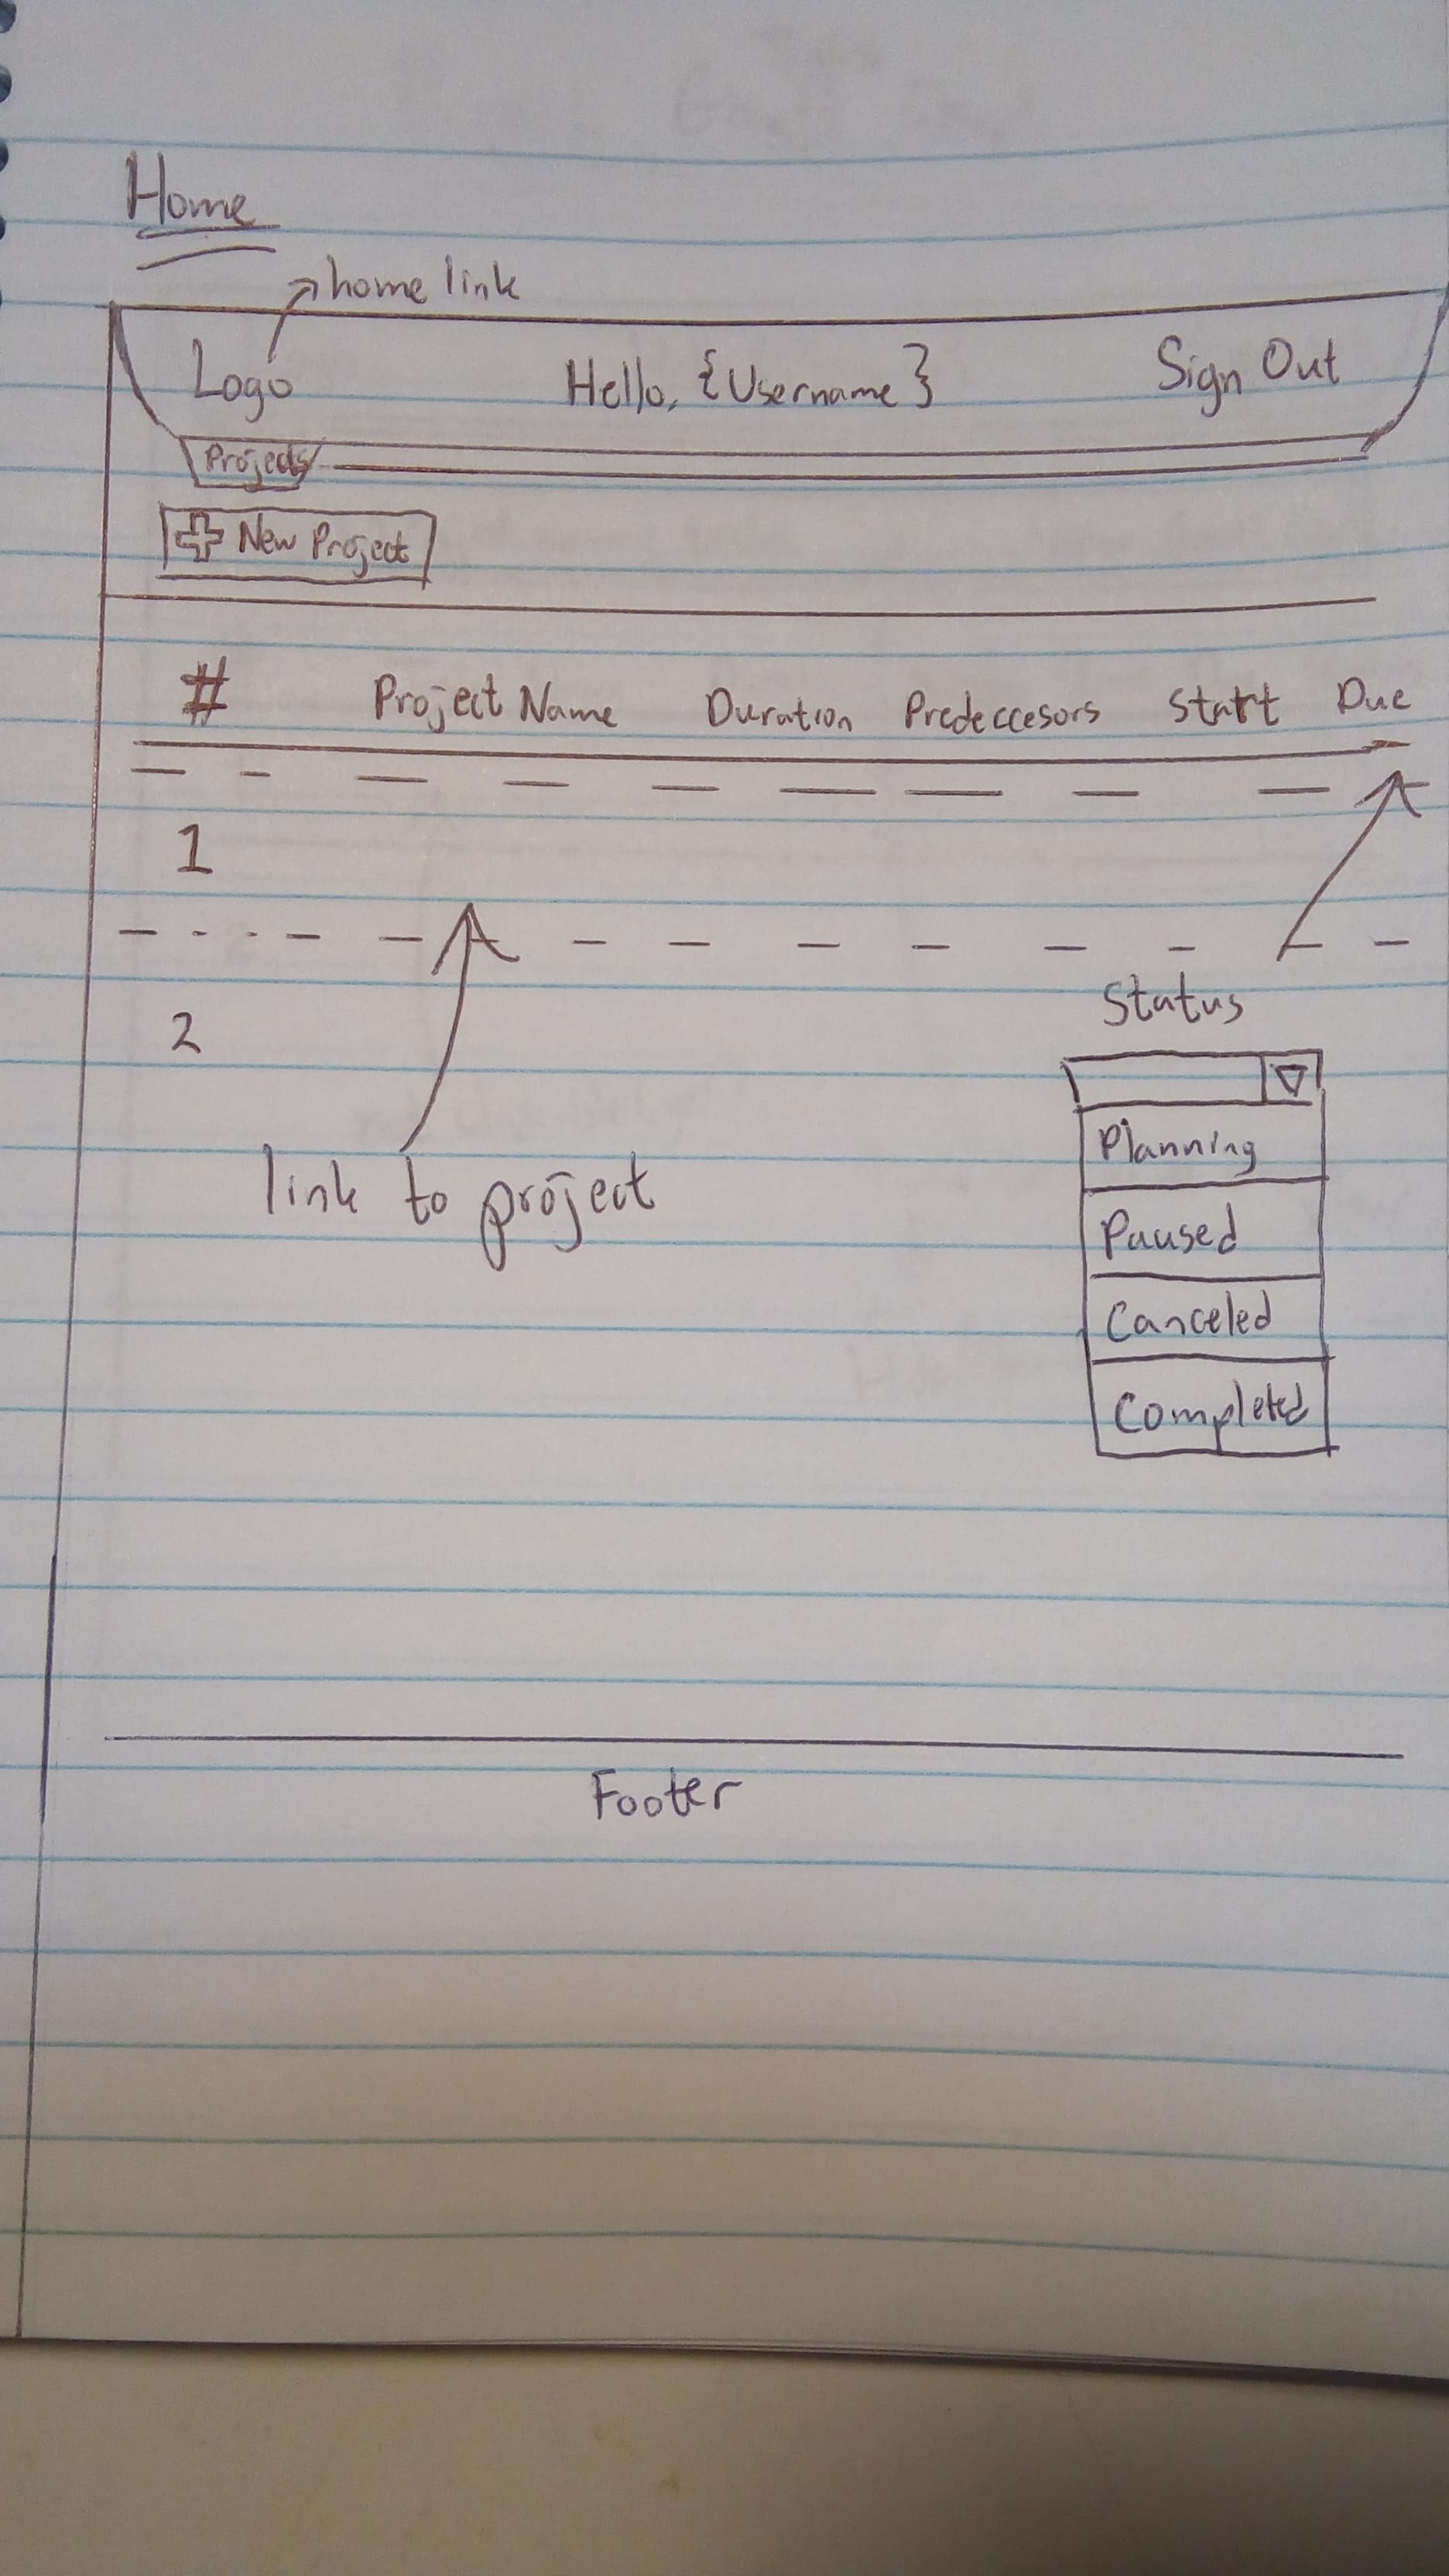 Home
home link
Logo Hello, {Username} Sign Out
Projects
New Project
# Project Name Duration Predeccesors Start Due
1
Status
2
Planning
link to project
Paused
Canceled
Completed
Footer